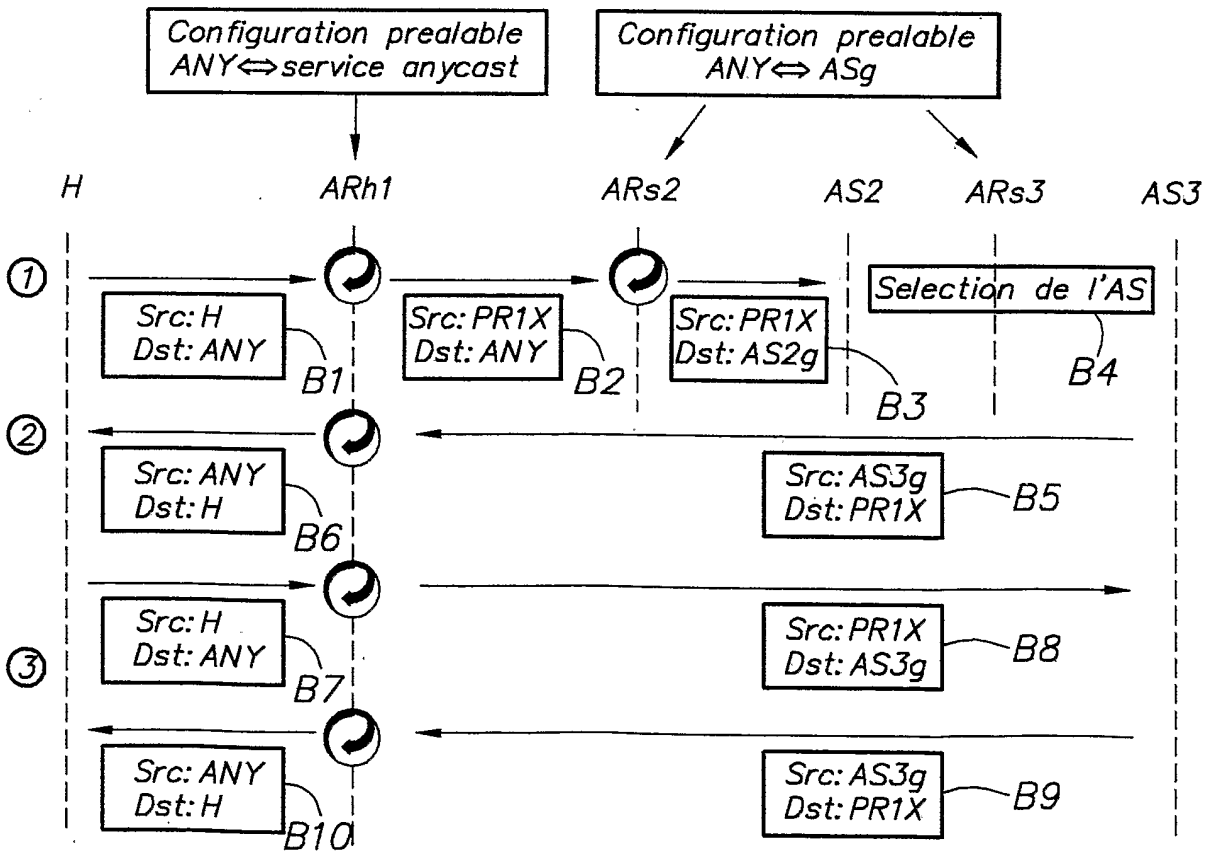 Configuration prealable
ANY⇔service anycast
Configuration prealable
ANY⇔ ASg
H
ARh1
ARs2
AS2
ARs3
AS3
1
Selection de l'AS
Src: H
Dst: ANY
B1
Src: PR1X
Dst: ANY
B2
Src: PR1X
Dst: AS2g
B3
B4
2
Src: ANY
Dst: H
B6
Src: AS3g
Dst: PR1X
B5
3
Src: H
Dst: ANY
B7
Src: PR1X
Dst: AS3g
B8
Src: ANY
Dst: H
B10
Src: AS3g
Dst: PR1X
B9